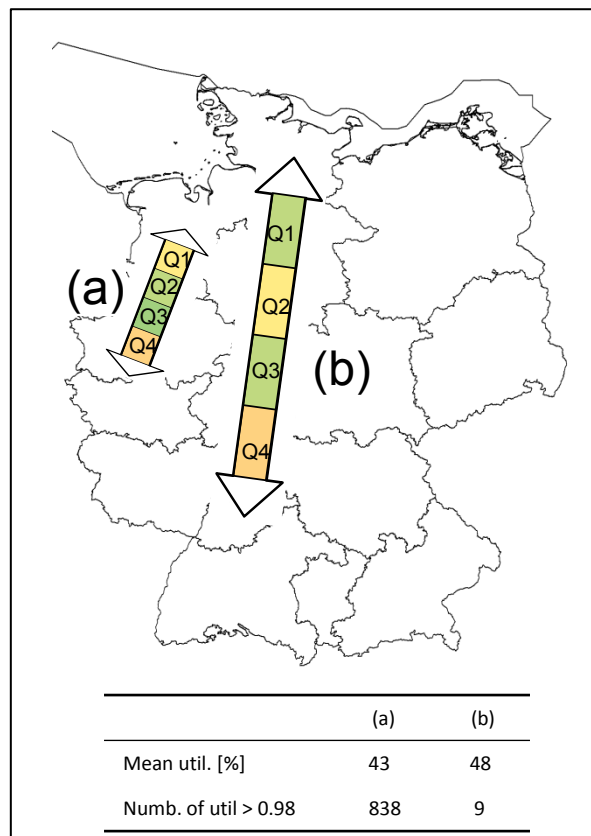 Q1
Q2
Q3
Q4
(a)
Q1
Q2
Q3
Q4
(b)
(a) (b)
Mean util. [%] 43 48
Numb. of util > 0.98 838 9